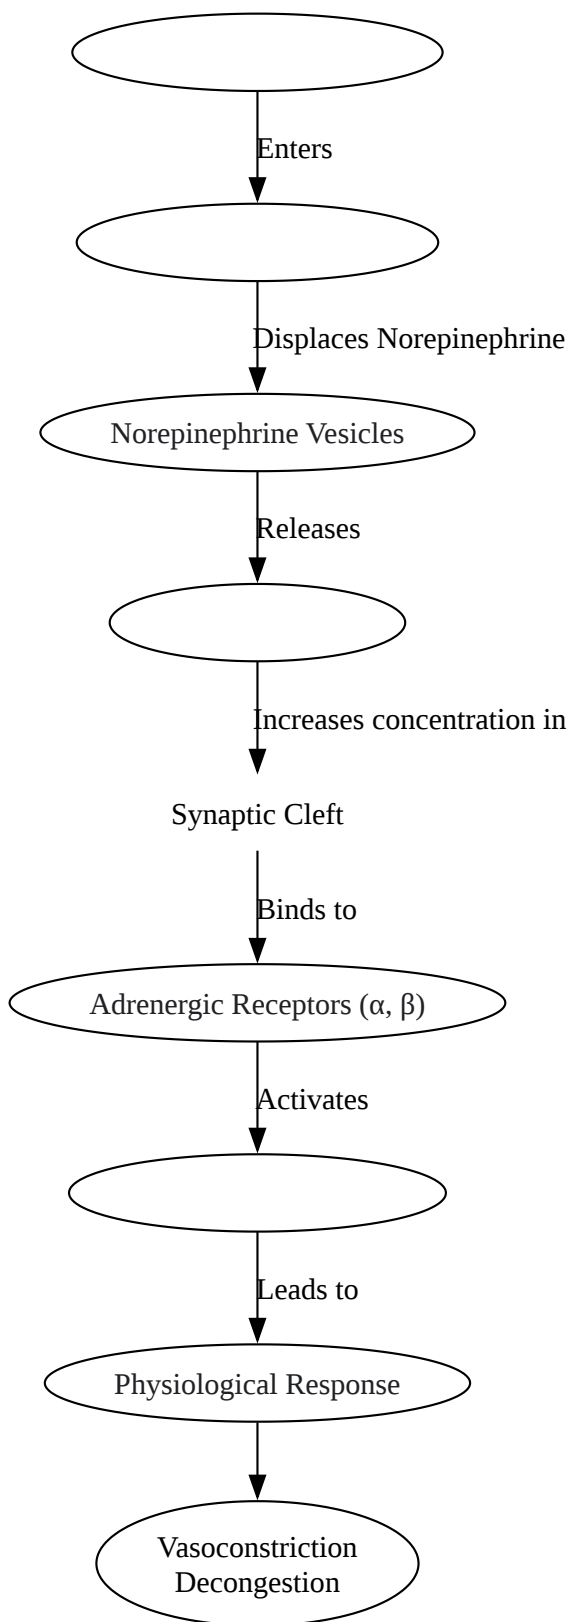 Enters
Displaces Norepinephrine
Norepinephrine Vesicles
Releases
Increases concentration in
Synaptic Cleft
Binds to
Adrenergic Receptors (α, β)
Activates
Leads to
Physiological Response
Vasoconstriction
Decongestion